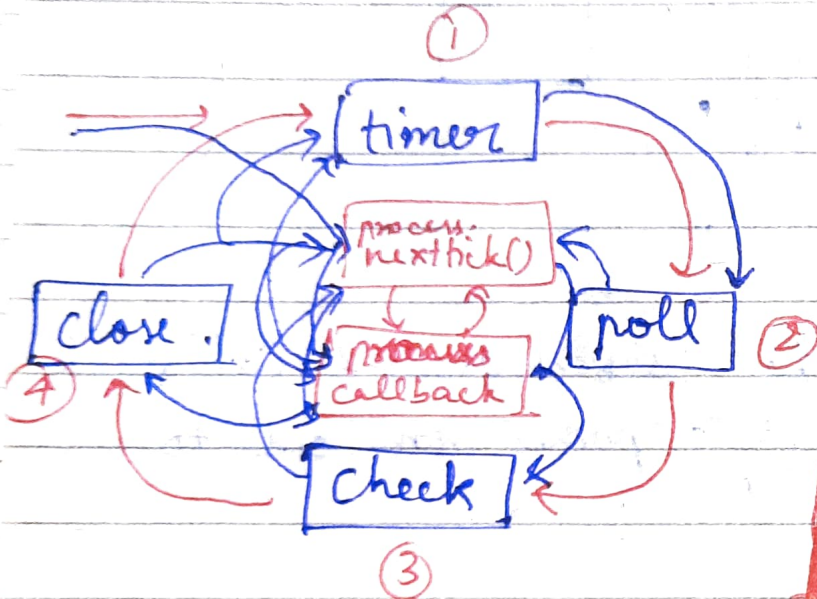 ①
timer
process.
nexttick()
close.
poll
②
④
callback
check
③